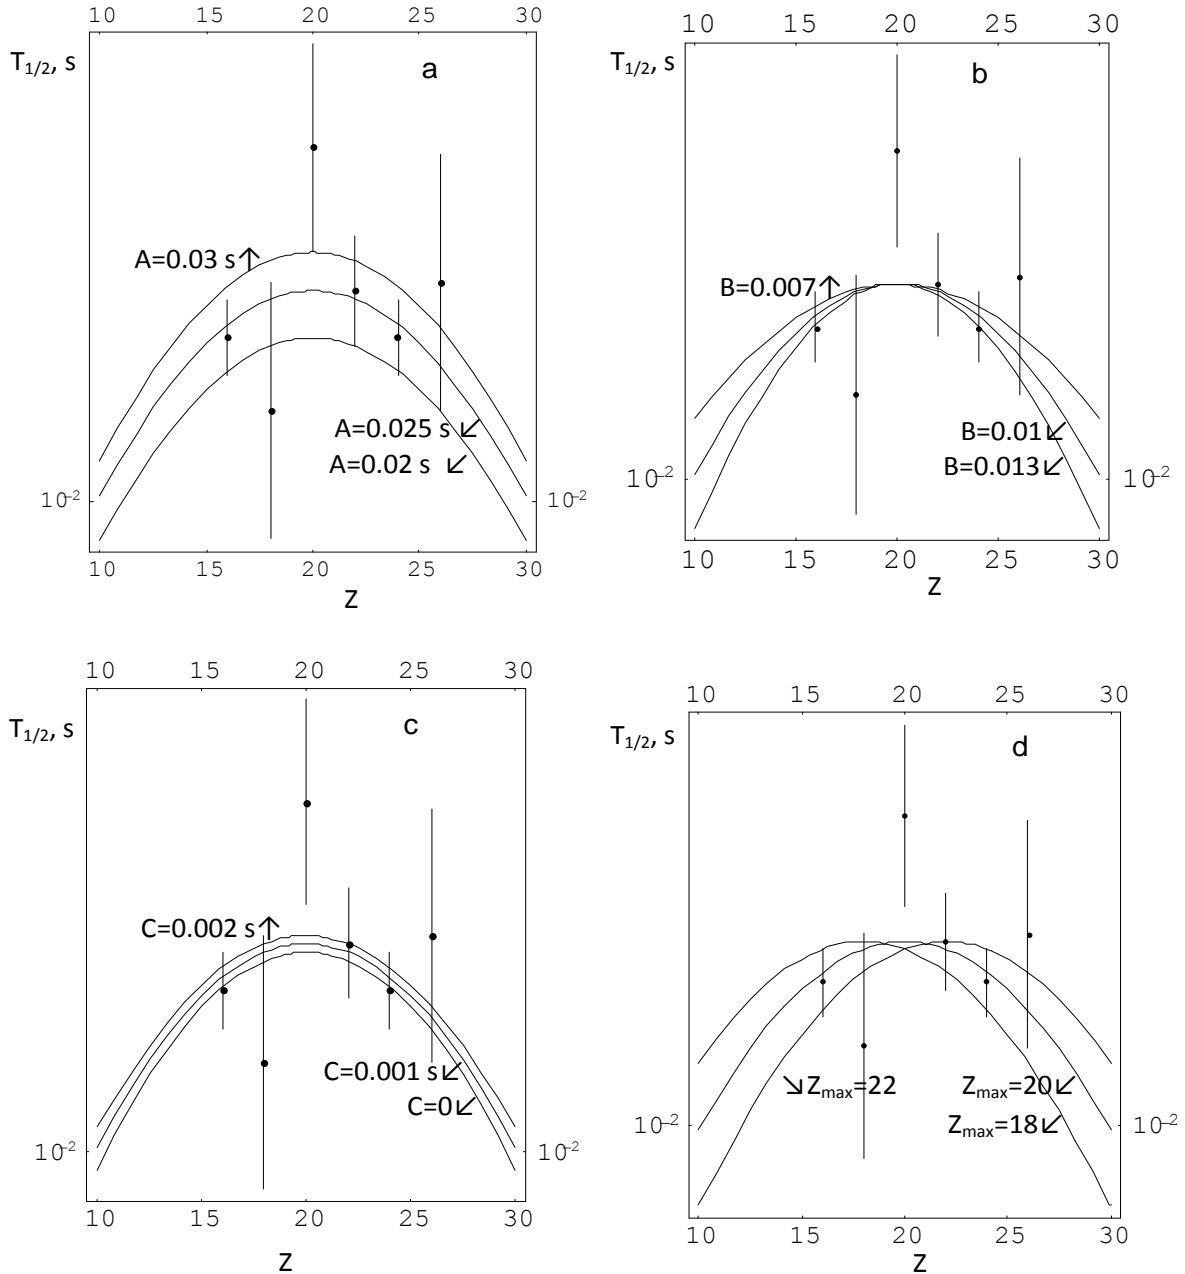 10 15 20 25 30
T1/2, s
a
A=0.03 s↑
A=0.025 s ↙
A=0.02 s ↙
10⁻² 10⁻²
10 15 20 25 30
Z
10 15 20 25 30
T1/2, s
b
B=0.007↑
B=0.01↙
B=0.013↙
10⁻² 10⁻²
10 15 20 25 30
Z
10 15 20 25 30
T1/2, s
c
C=0.002 s↑
C=0.001 s↙
C=0↙
10⁻² 10⁻²
10 15 20 25 30
Z
10 15 20 25 30
T1/2, s
d
↘Zmax=22 Zmax=20↙
Zmax=18↙
10⁻² 10⁻²
10 15 20 25 30
Z